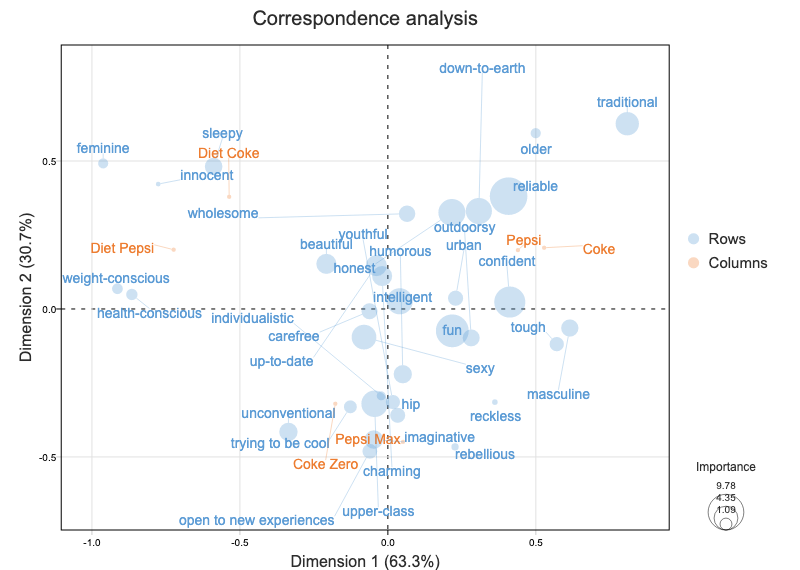 Correspondence analysis
down-to-earth
traditional
sleepy
feminine
Diet Coke
older
0.5
innocent
reliable
wholesome
outdoorsy
youthful
Pepsi
beautiful
urban
Diet Pepsi
humorous
Coke
confident
honest
weight-conscious
intelligent
Rows
Columns
0.0
health-conscious
individualistic
carefree
fun
tough
up-to-date
sexy
masculine
hip
unconventional
reckless
trying to be cool
Pepsi Max
imaginative
rebellious
-0.5
Coke Zero
charming
upper-class
open to new experiences
Importance
9.78
4.35
1.09
-1.0
-0.5
0.0
0.5
Dimension 1 (63.3%)
Dimension 2 (30.7%)